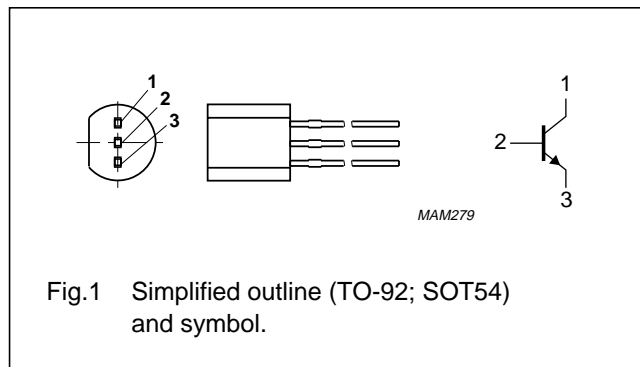 1
2
3
1
2
3
MAM279
Fig.1 Simplified outline (TO-92; SOT54)
and symbol.